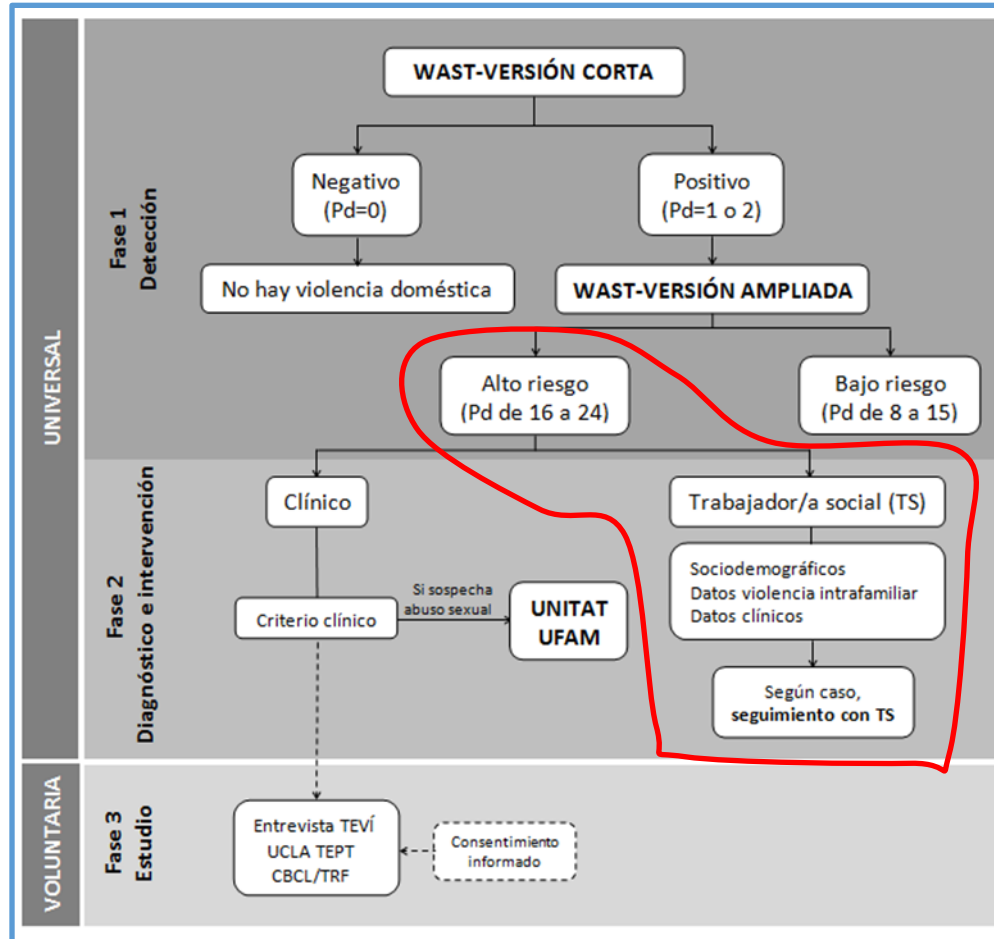 UNIVERSAL
Fase 1
Detección
WAST-VERSIÓN CORTA
Negativo
(Pd=0)
Positivo
(Pd=1 o 2)
No hay violencia doméstica
WAST-VERSIÓN AMPLIADA
Alto riesgo
(Pd de 16 a 24)
Bajo riesgo
(Pd de 8 a 15)
Fase 2
Diagnóstico e intervención
Clínico
Trabajador/a social (TS)
Sociodemográficos
Datos violencia intrafamiliar
Datos clínicos
Criterio clínico
Si sospecha
abuso sexual
UNITAT
UFAM
Según caso,
seguimiento con TS
VOLUNTARIA
Fase 3
Estudio
Entrevista TEVÍ
UCLA TEPT
CBCL/TRF
Consentimiento
informado